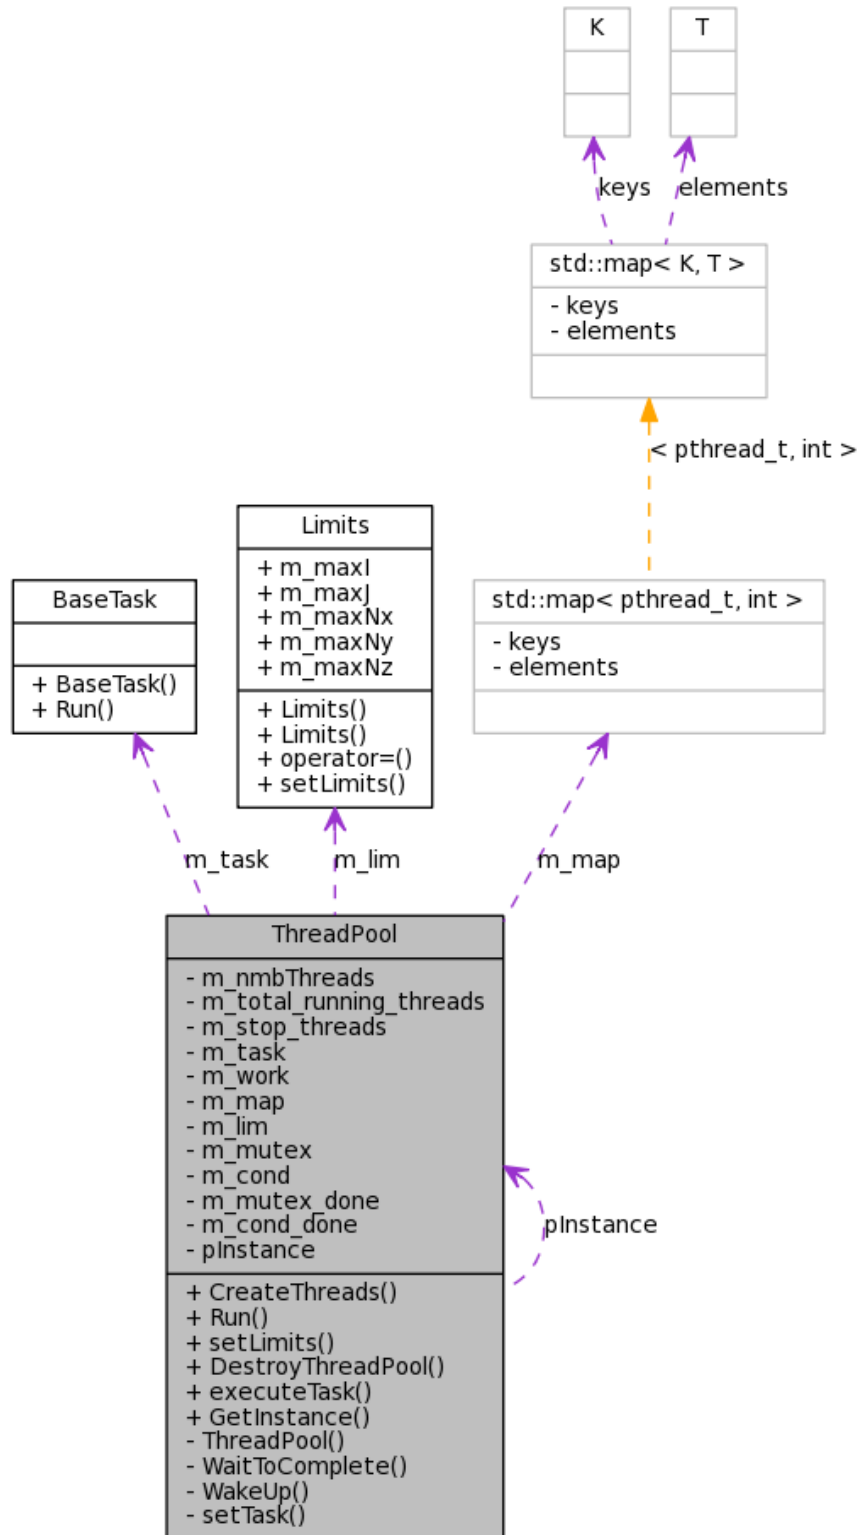 K
T
keys
elements
std::map< K, T >
- keys
- elements
< pthread_t, int >
Limits
+ m_maxI
+ m_maxJ
+ m_maxNx
+ m_maxNy
+ m_maxNz
+ Limits()
+ Limits()
+ operator=()
+ setLimits()
BaseTask
+ BaseTask()
+ Run()
std::map< pthread_t, int >
- keys
- elements
m_task
m_lim
m_map
ThreadPool
- m_nmbThreads
- m_total_running_threads
- m_stop_threads
- m_task
- m_work
- m_map
- m_lim
- m_mutex
- m_cond
- m_mutex_done
- m_cond_done
- pInstance
pInstance
+ CreateThreads()
+ Run()
+ setLimits()
+ DestroyThreadPool()
+ executeTask()
+ GetInstance()
- ThreadPool()
- WaitToComplete()
- WakeUp()
- setTask()